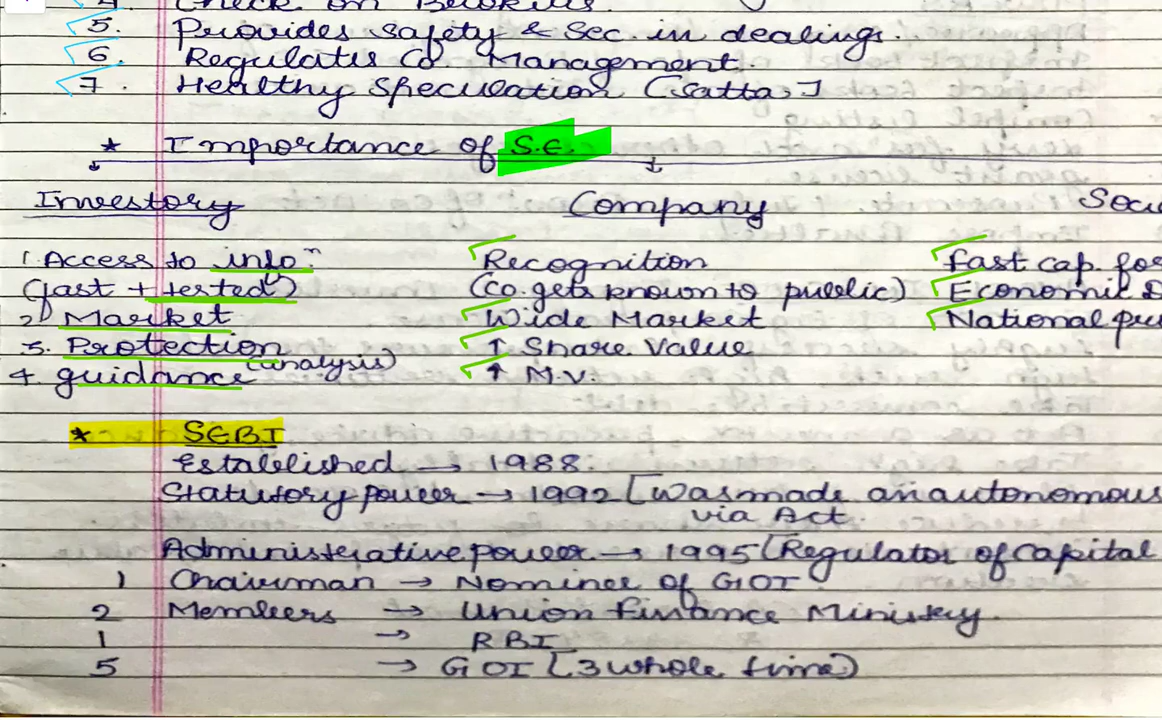 5. Provides safety & Sec. in dealings.
6. Regulates Co. Management.
7. Healthy Speculation (Satta)
* Importance of S.E.
Investory Company
1. Access to infoⁿ Recognition Fast cap.
(fast + tested) (co. gets known to public) Economic
2) Market Wide Market National
3. Protection ↑ Share Value
4. guidance (analysis) ↑ M.V.
* SEBI
Established → 1988.
Statutory power → 1992 [Was made an autonomous
via Act.
Administrative power → 1995 (Regulator of Capital
1 Chairman → Nominee of GOI
2 Members → Union Finance Ministry.
1 → RBI
5 → GOI [3 whole time)